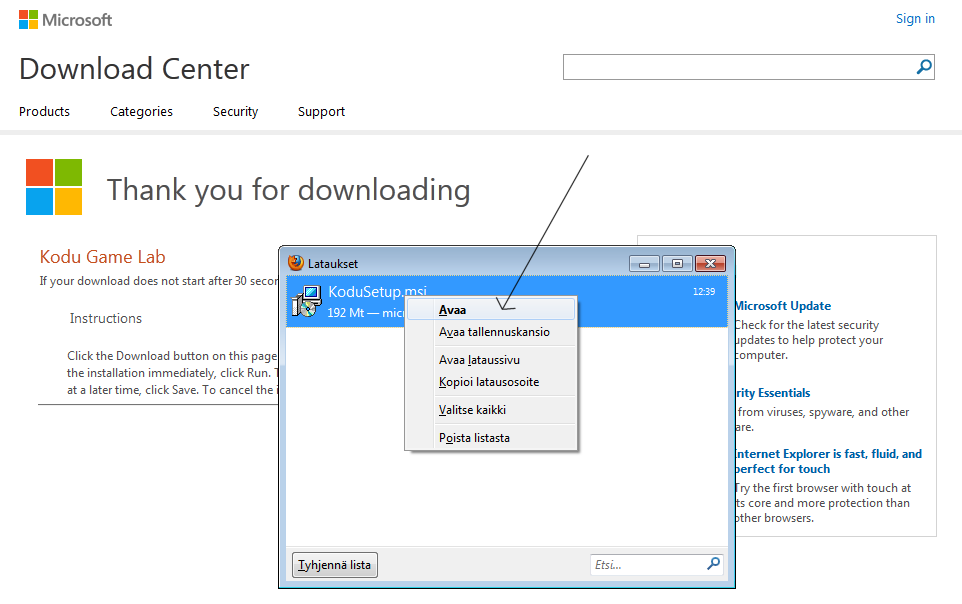 Microsoft
Sign in
Download Center
Products
Categories
Security
Support
Thank you for downloading
Kodu Game Lab
If your download does not start after 30 secon
Instructions
Click the Download button on this page
the installation immediately, click Run. T
at a later time, click Save. To cancel the i
Lataukset
KoduSetup.msi
12:39
192 Mt — micr
Avaa
Avaa tallennuskansio
Avaa lataussivu
Kopioi latausosoite
Valitse kaikki
Poista listasta
Tyhjennä lista
Etsi...
Microsoft Update
Check for the latest security
updates to help protect your
computer.
rity Essentials
from viruses, spyware, and other
are.
nternet Explorer is fast, fluid, and
perfect for touch
Try the first browser with touch at
its core and more protection than
other browsers.